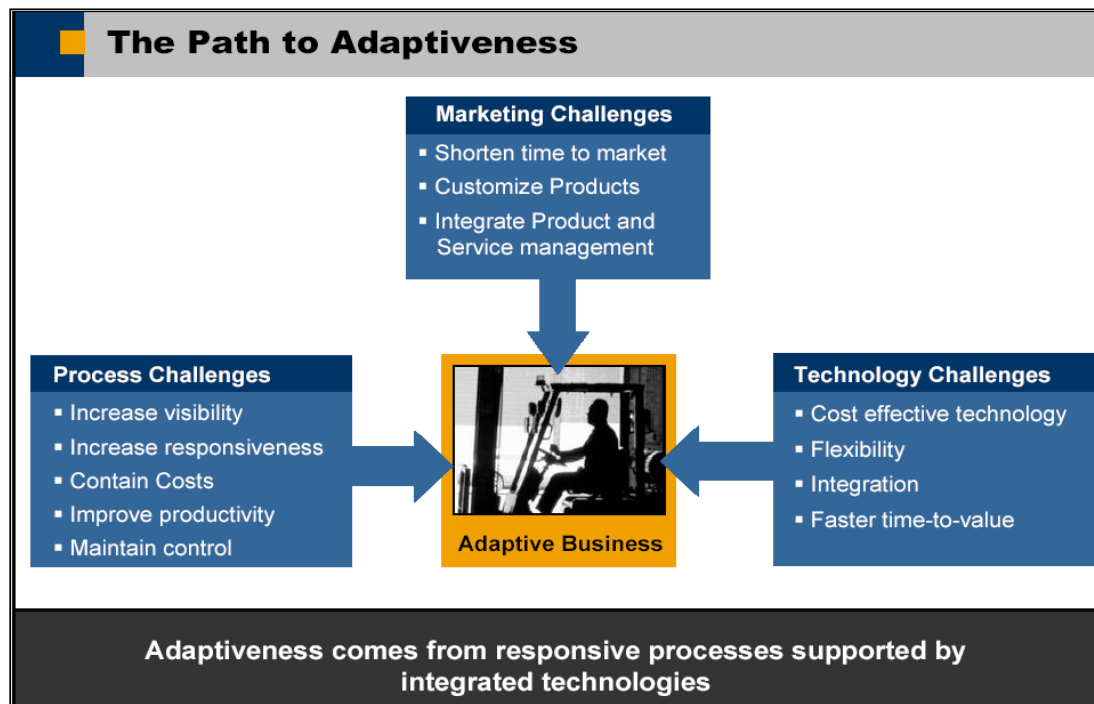 The Path to Adaptiveness
Marketing Challenges
▪ Shorten time to market
▪ Customize Products
▪ Integrate Product and
Service management
Process Challenges
▪ Increase visibility
▪ Increase responsiveness
▪ Contain Costs
▪ Improve productivity
▪ Maintain control
Adaptive Business
Technology Challenges
▪ Cost effective technology
▪ Flexibility
▪ Integration
▪ Faster time-to-value
Adaptiveness comes from responsive processes supported by
integrated technologies